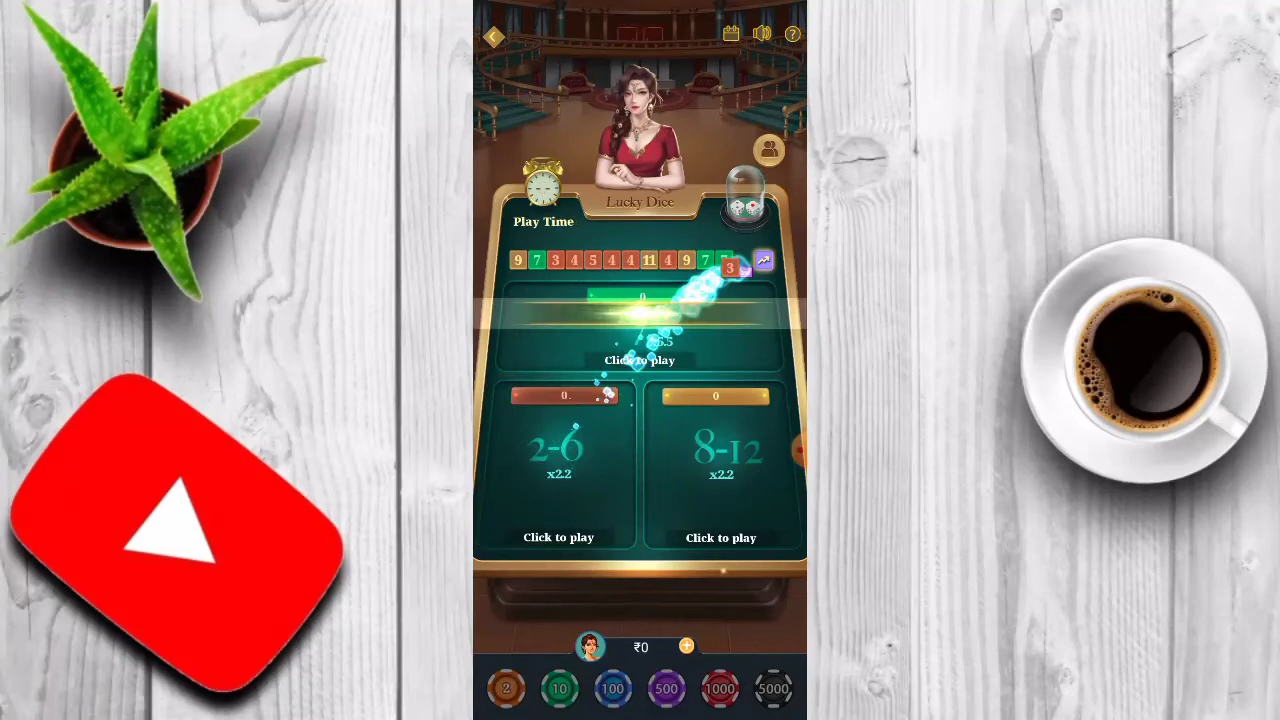 ?
Lucky Dice
Play Time
9 7 3 4 5 4 4 11 4 9 7 7 3
0
Click to play
0
0
2-6
8-12
x2.2
x2.2
Click to play
Click to play
₹0
2 10 100 500 1000 5000